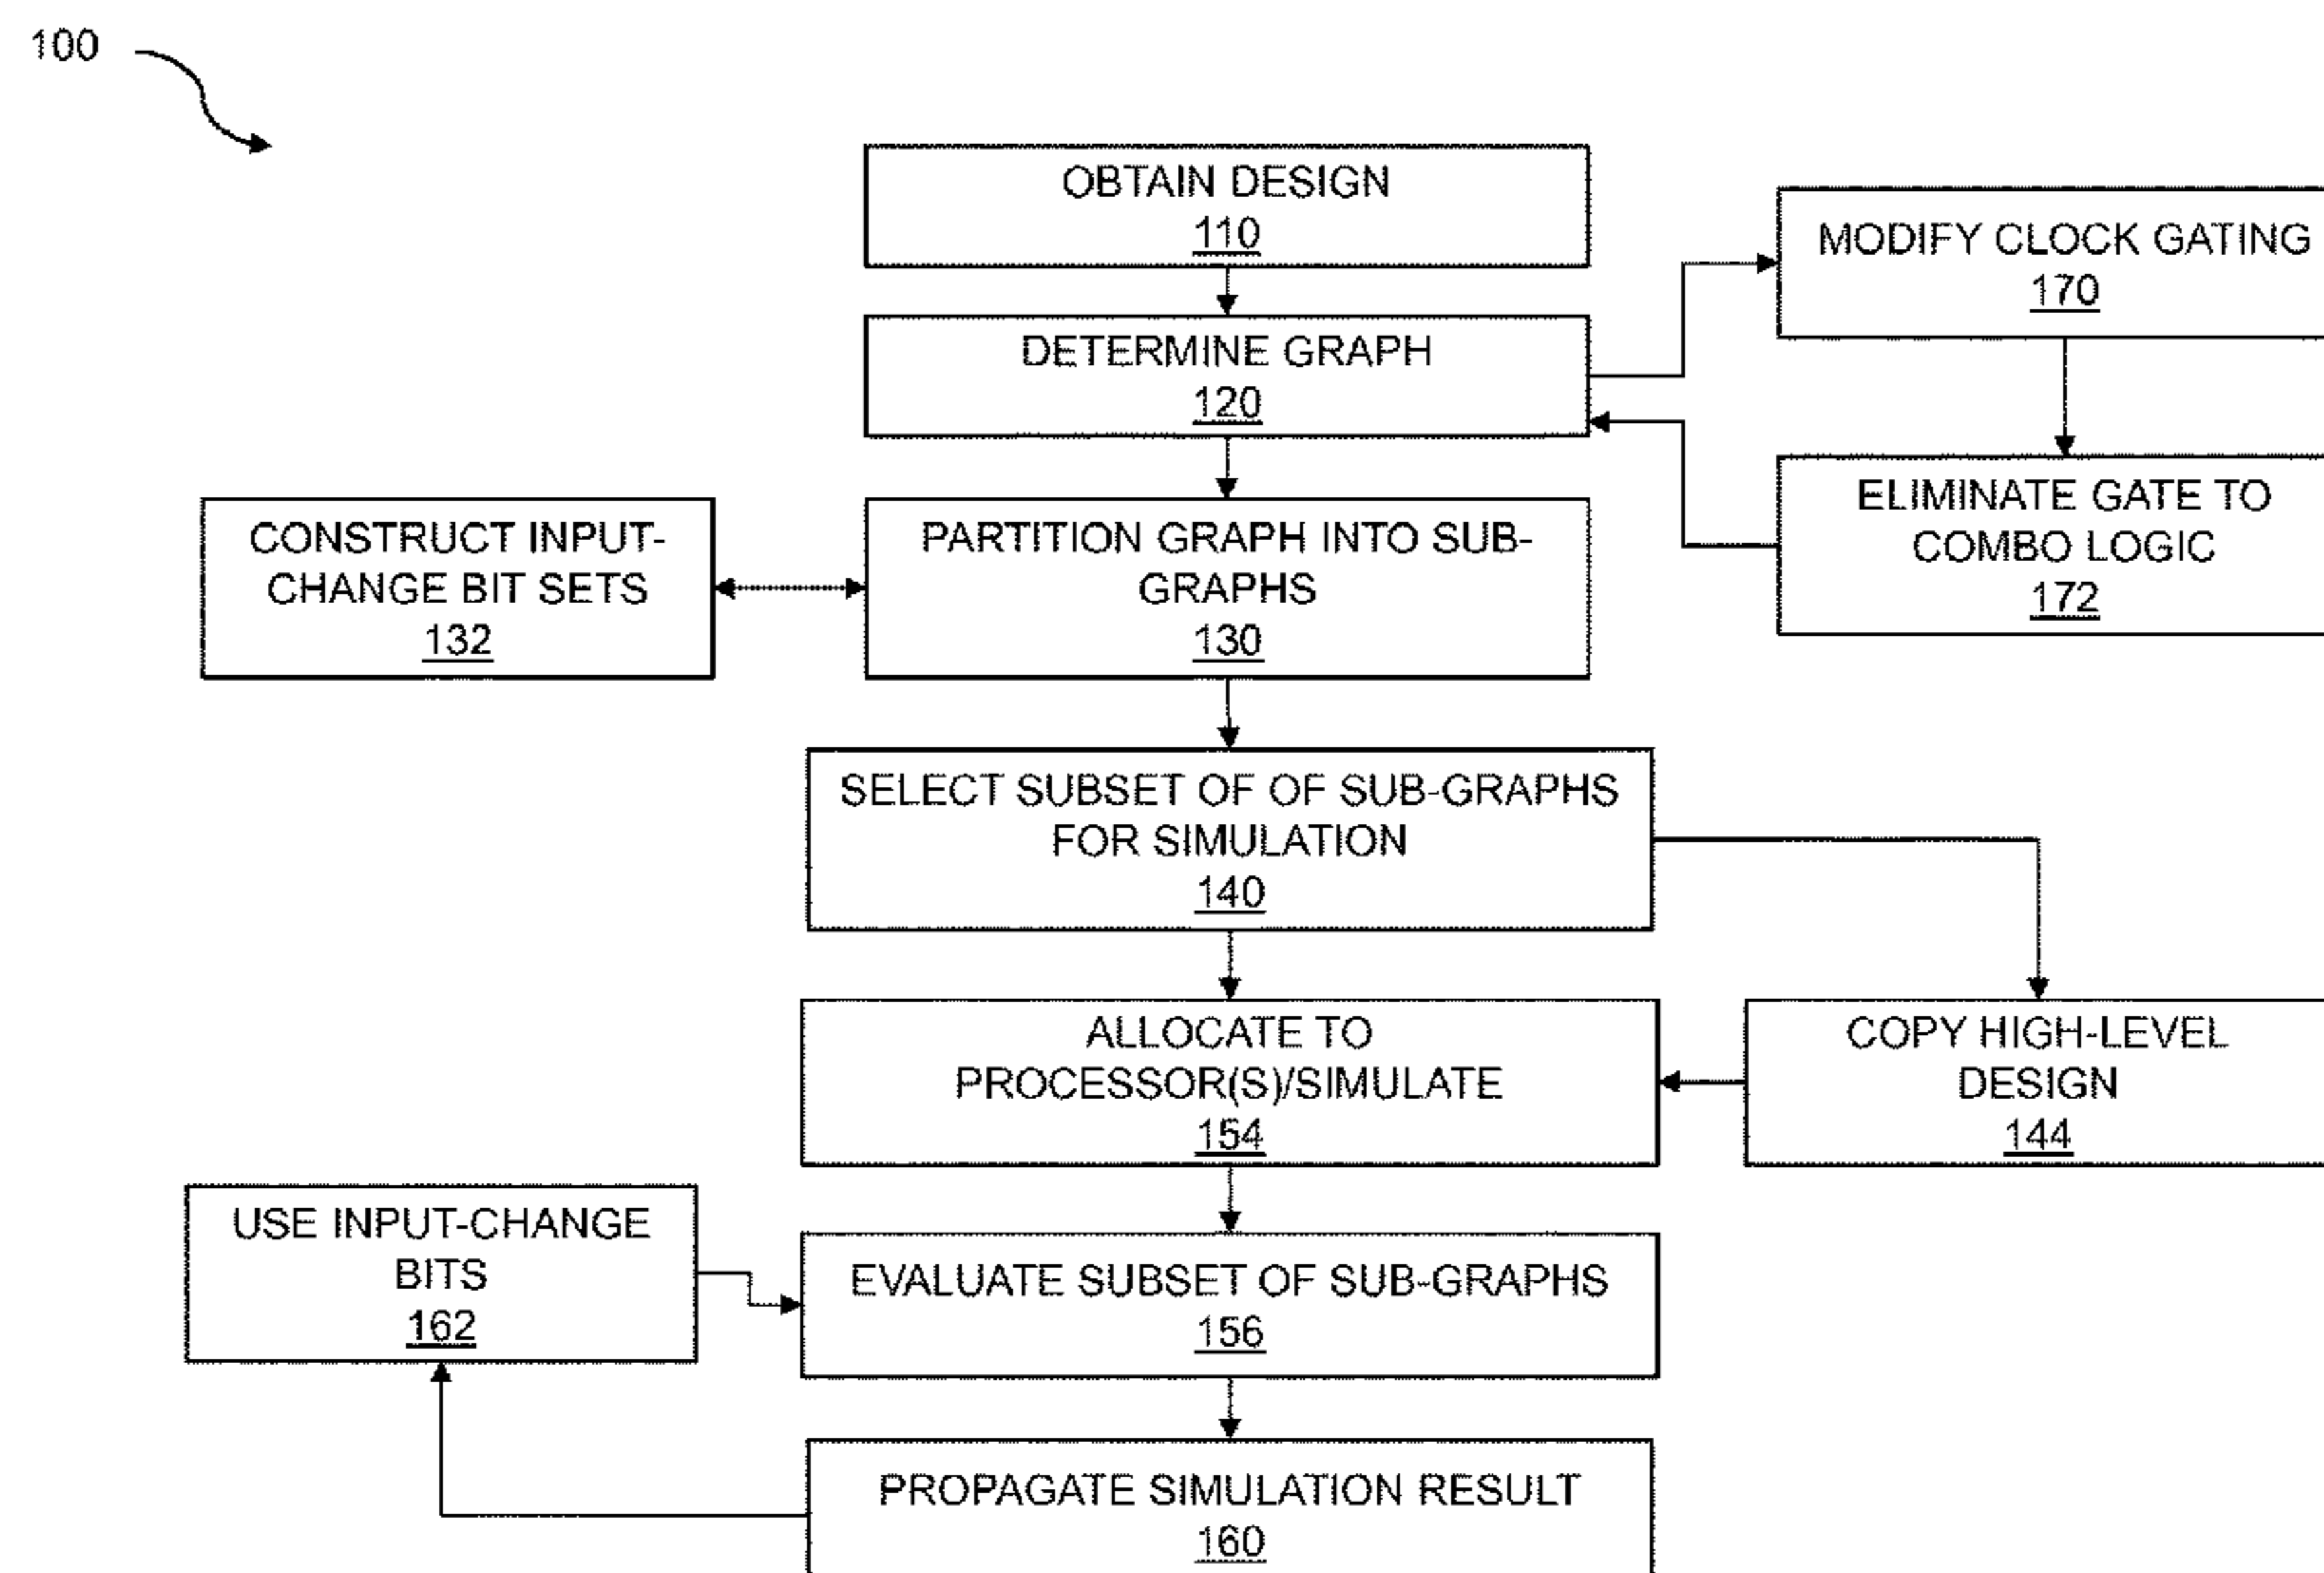 100
OBTAIN DESIGN
110
MODIFY CLOCK GATING
170
DETERMINE GRAPH
120
ELIMINATE GATE TO
COMBO LOGIC
172
CONSTRUCT INPUT-
CHANGE BIT SETS
132
PARTITION GRAPH INTO SUB-
GRAPHS
130
SELECT SUBSET OF OF SUB-GRAPHS
FOR SIMULATION
140
ALLOCATE TO
PROCESSOR(S)/SIMULATE
154
COPY HIGH-LEVEL
DESIGN
144
USE INPUT-CHANGE
BITS
162
EVALUATE SUBSET OF SUB-GRAPHS
156
PROPAGATE SIMULATION RESULT
160